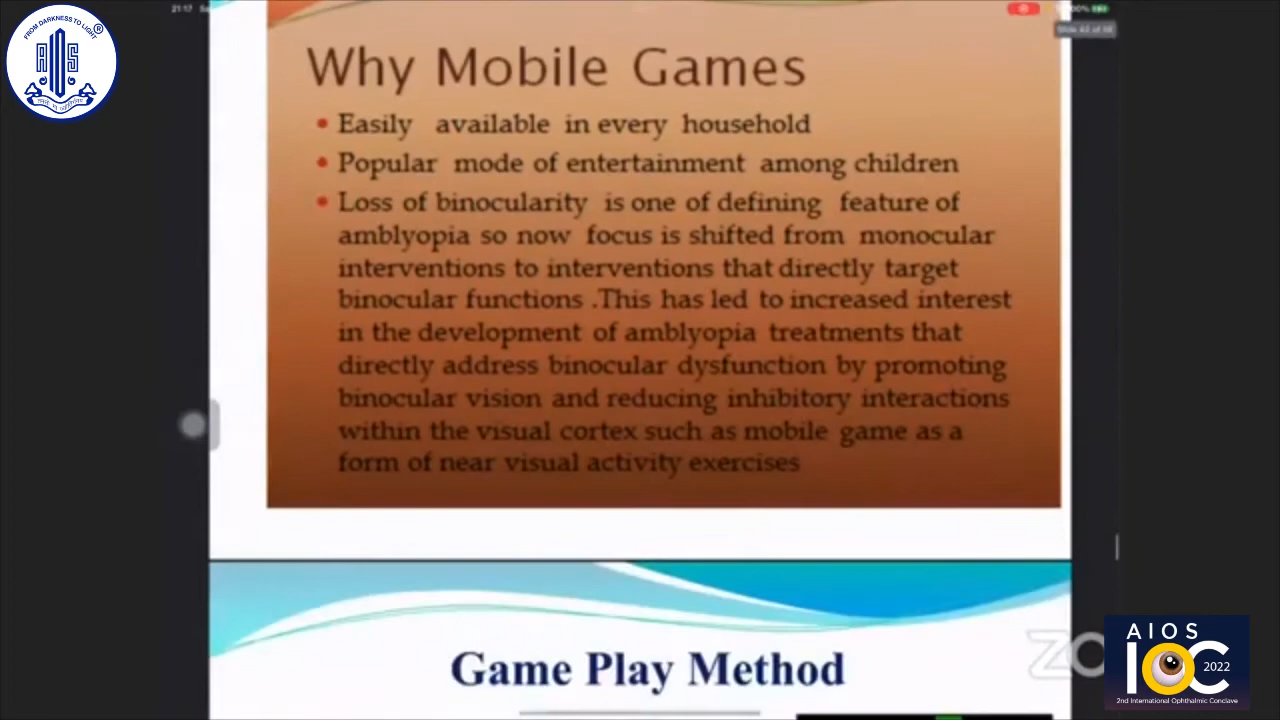 21:17
FROM DARKNESS TO LIGHT
AIOS
Why Mobile Games
• Easily available in every household
• Popular mode of entertainment among children
• Loss of binocularity is one of defining feature of
amblyopia so now focus is shifted from monocular
interventions to interventions that directly target
binocular functions .This has led to increased interest
in the development of amblyopia treatments that
directly address binocular dysfunction by promoting
binocular vision and reducing inhibitory interactions
within the visual cortex such as mobile game as a
form of near visual activity exercises
Game Play Method
AIOS
IOC
2022
2nd International Ophthalmic Conclave